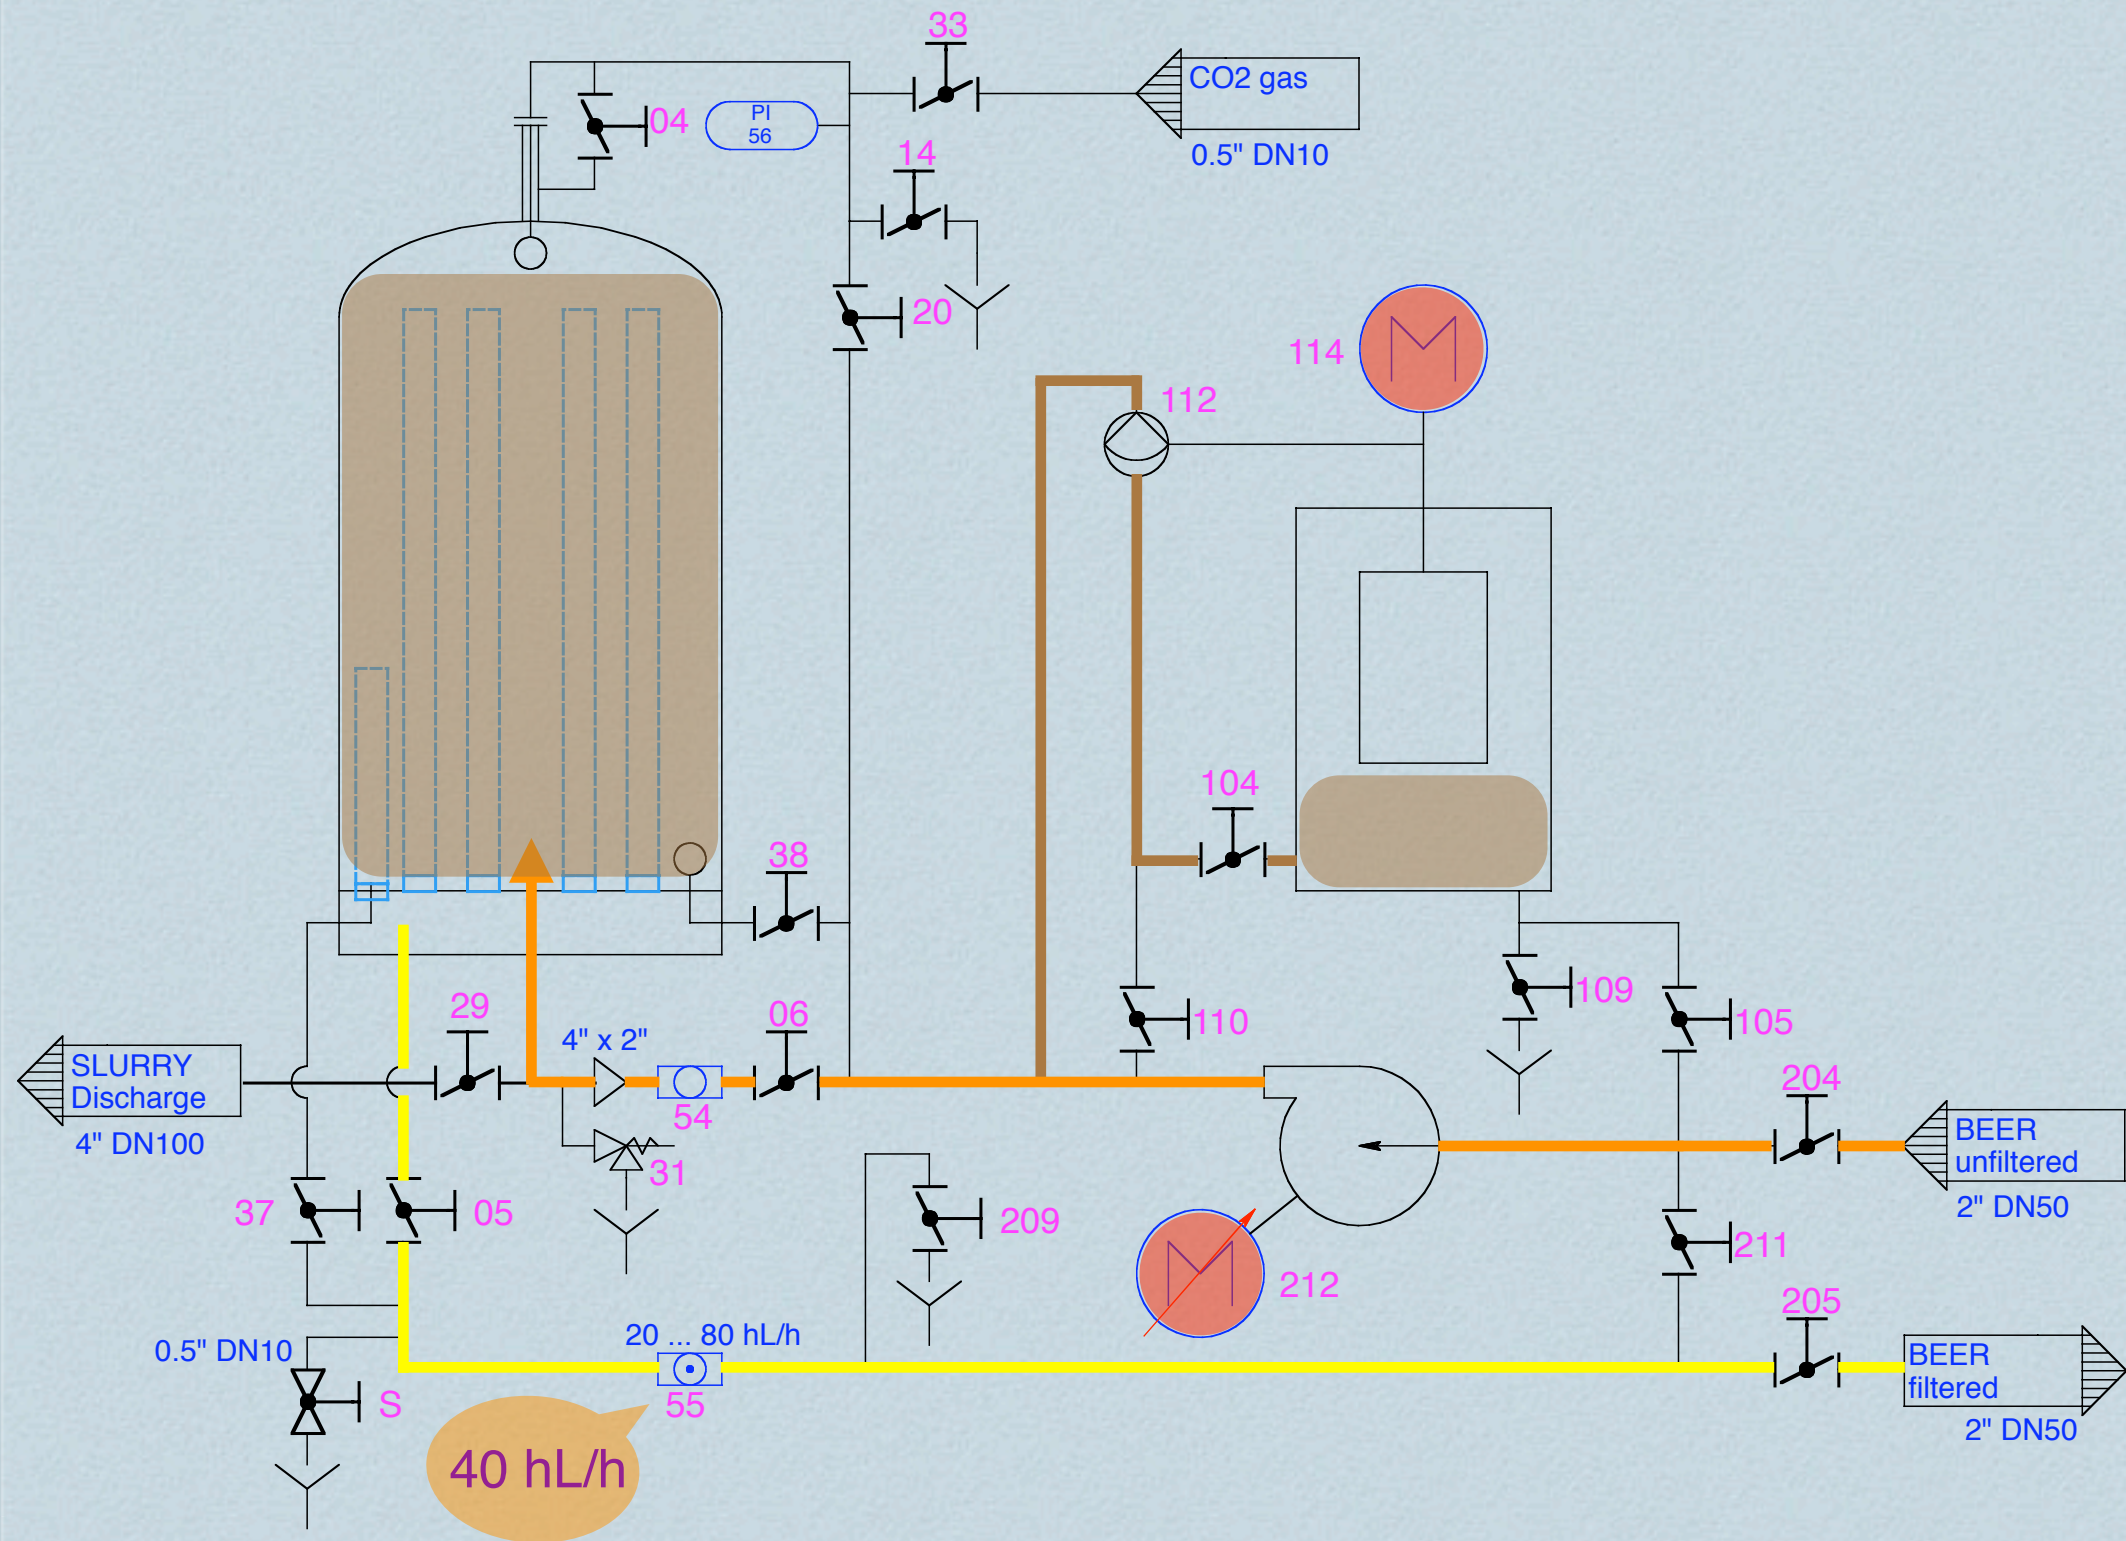 33
CO2 gas
04
PI
56
14
0.5" DN10
20
114
M
112
104
38
29
06
4" x 2"
110
109
105
SLURRY
Discharge
54
204
4" DN100
BEER
unfiltered
31
2" DN50
37
05
209
211
M
212
205
0.5" DN10
20 ... 80 hL/h
BEER
filtered
S
55
2" DN50
40 hL/h